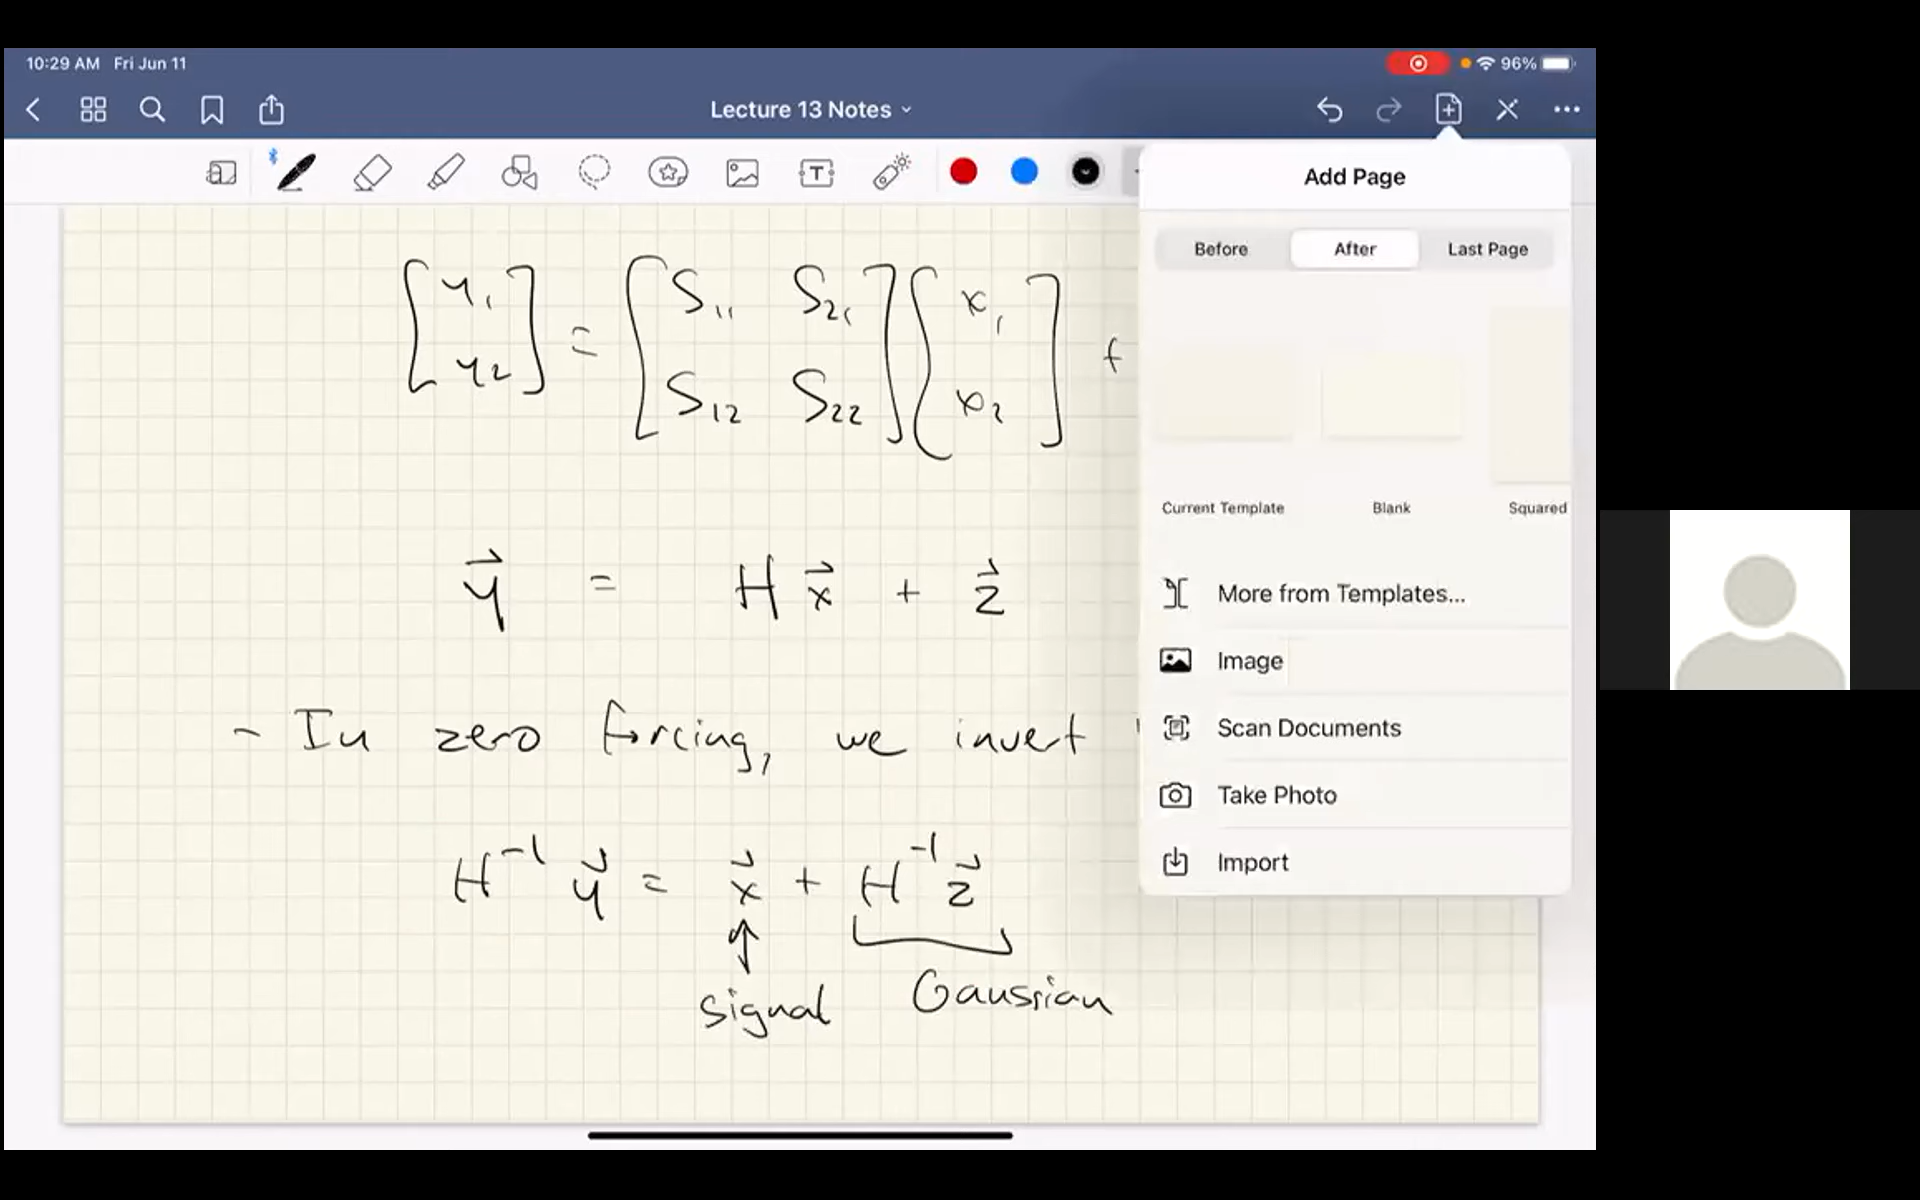 10:29 AM Fri Jun 11
96%
Lecture 13 Notes
Add Page
Before After Last Page
Current Template Blank Squared
More from Templates...
Image
Scan Documents
Take Photo
Import
[y₁ y₂] = [S₁₁ S₂₁ S₁₂ S₂₂] [x₁ x₂] +
y⃗ = H x⃗ + z⃗
- In zero forcing, we invert
H⁻¹ y⃗ = x⃗ + H⁻¹ z⃗
signal Gaussian